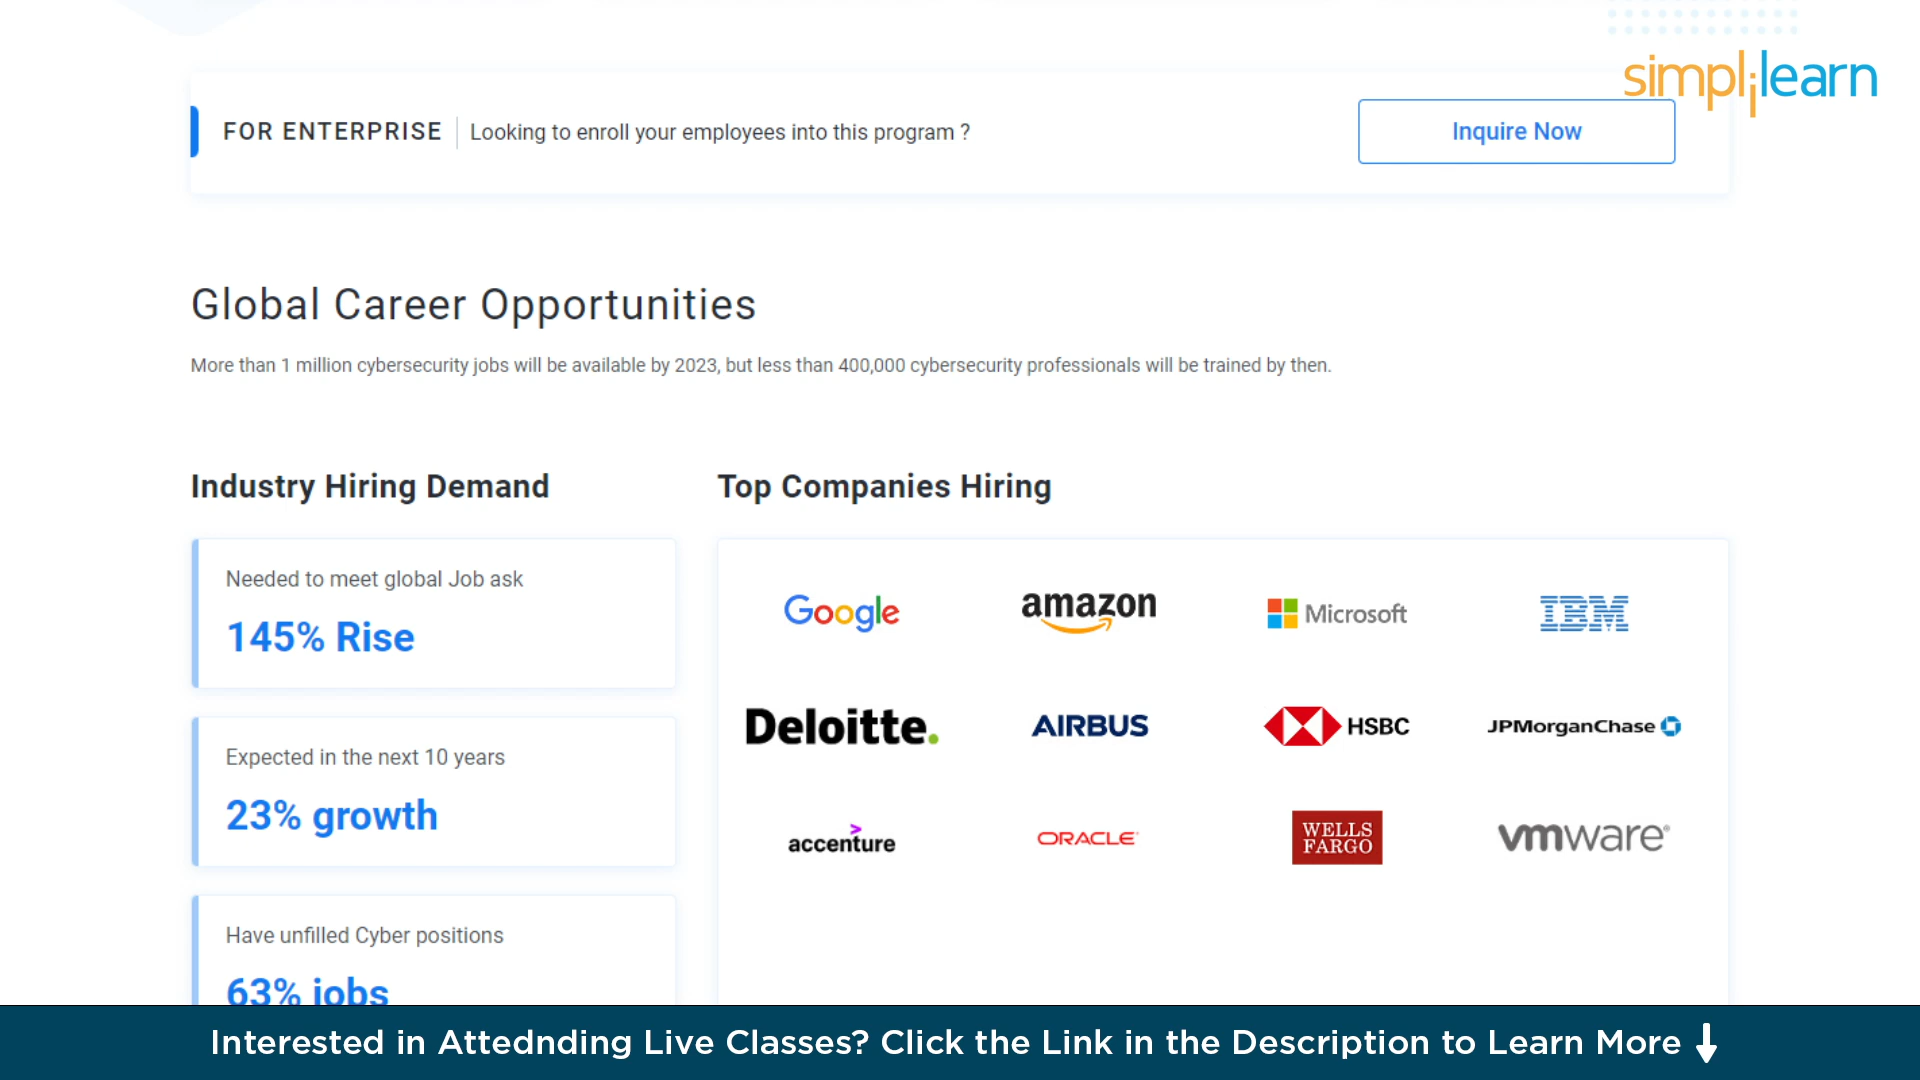 simplilearn
FOR ENTERPRISE
Looking to enroll your employees into this program ?
Inquire Now
Global Career Opportunities
More than 1 million cybersecurity jobs will be available by 2023, but less than 400,000 cybersecurity professionals will be trained by then.
Industry Hiring Demand
Needed to meet global Job ask
145% Rise
Expected in the next 10 years
23% growth
Have unfilled Cyber positions
63% jobs
Top Companies Hiring
Google
amazon
Microsoft
IBM
Deloitte.
AIRBUS
HSBC
JPMorganChase
accenture
ORACLE
WELLS
FARGO
vmware
Interested in Attednding Live Classes? Click the Link in the Description to Learn More